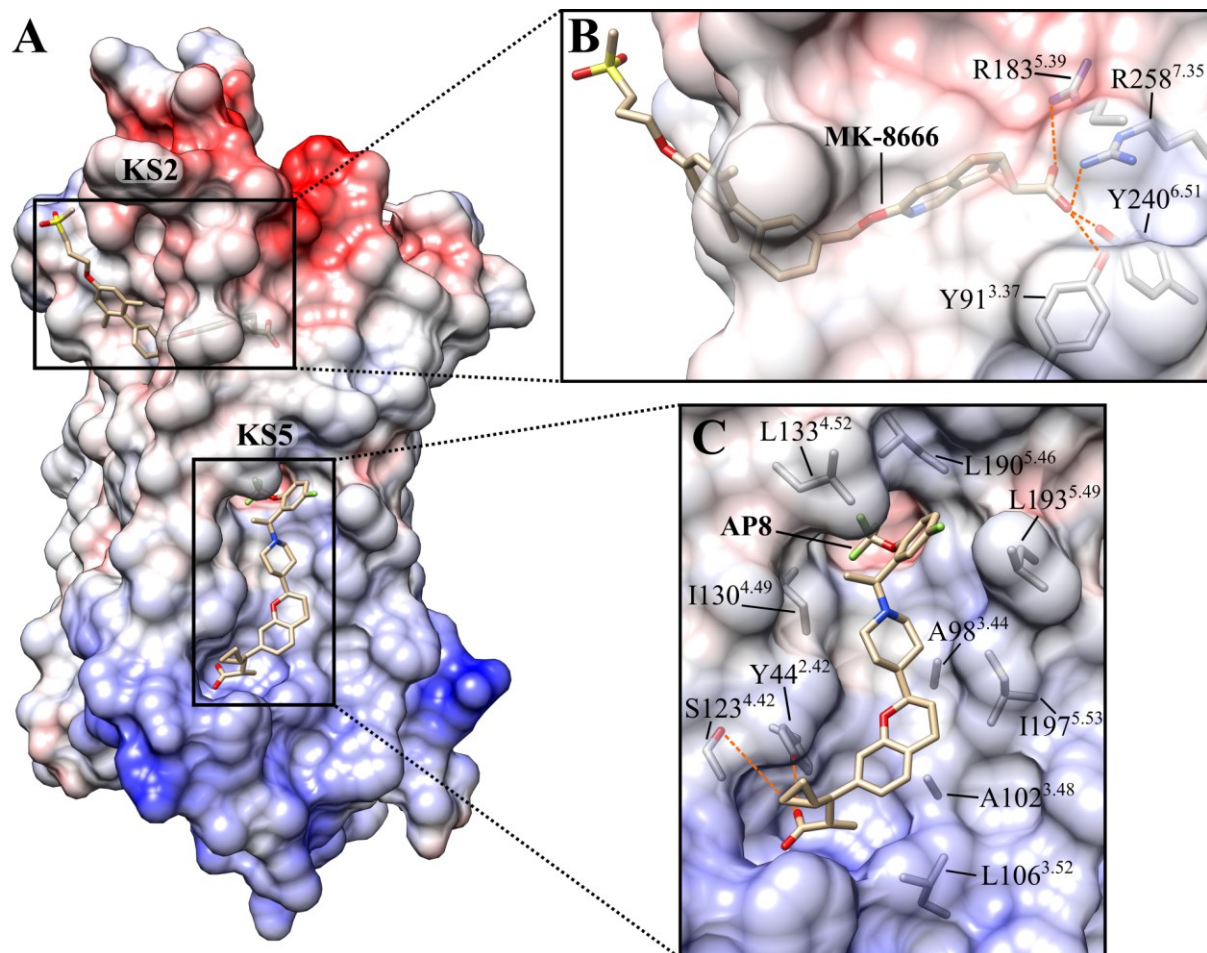 A
KS2
KS5
B
R183^5.39
R258^7.35
MK-8666
Y240^6.51
Y91^3.37
C
L133^4.52
L190^5.46
L193^5.49
AP8
I130^4.49
A98^3.44
Y44^2.42
S123^4.42
I197^5.53
A102^3.48
L106^3.52